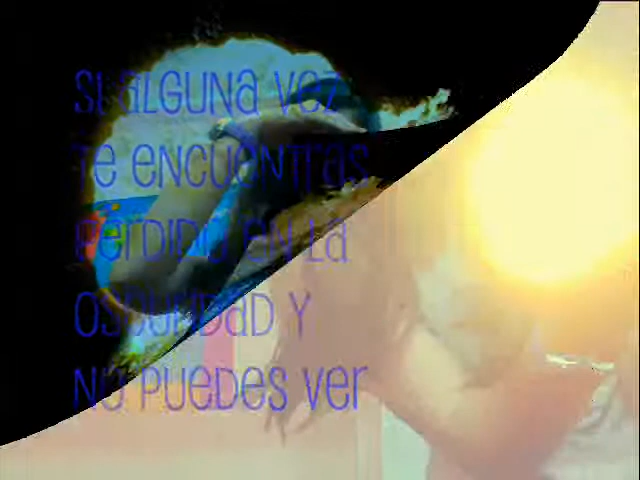 SI ALGUNA VEZ
TE ENCUENTRAS
PERDIDO EN LA
OSCURIDAD Y
NO PUEDES VER